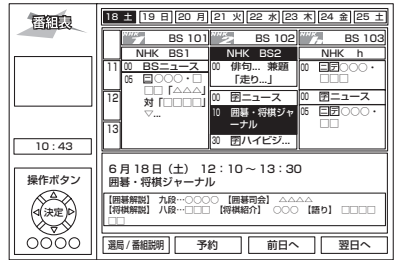 番組表
18 土 19 日 20 月 21 火 22 水 23 木 24 金 25 土
BS 101 BS 102 BS 103
NHK BS1 NHK BS2 NHK h
11 00 BSニュース 00 俳句… 兼題 00 ・
05 ○○○・ 「走り…」
「△△△」
12 対「□□□□」 00 字ニュース 00 字ニュース
▽… 10 囲碁・将棋ジャ 05 ○○○・
ーナル
13
30 字ハイビジ…
10:43
操作ボタン
決定
○○○○
6月18日(土) 12:10~13:30
囲碁・将棋ジャーナル
【囲碁解説】 九段…○○○○ 【囲碁司会】 △△△△
【将棋解説】 八段…□□□ 【将棋紹介】 ○○○ 【語り】 □□□□
□□
選局/番組説明 予約 前日へ 翌日へ